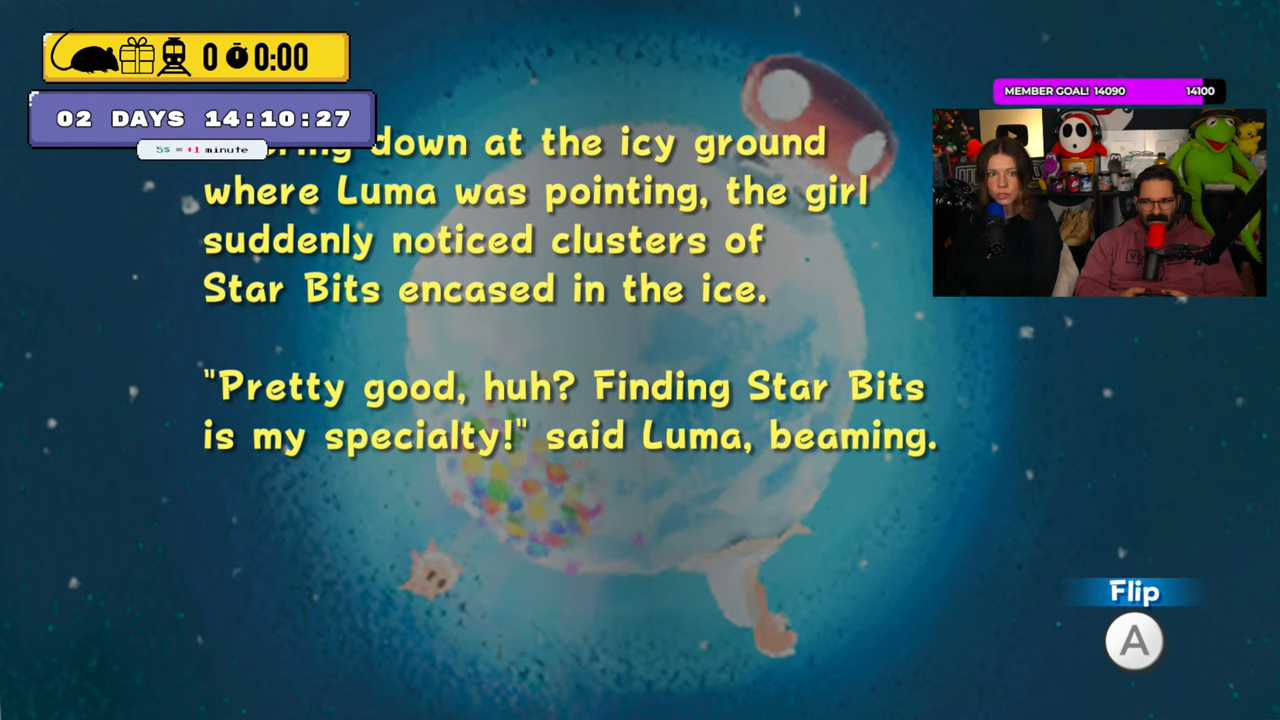 0 0:00
02 DAYS 14:10:27
5$ = +1 minute
MEMBER GOAL! 14090 14100
down at the icy ground
where Luma was pointing, the girl
suddenly noticed clusters of
Star Bits encased in the ice.
"Pretty good, huh? Finding Star Bits
is my specialty!" said Luma, beaming.
Flip
A